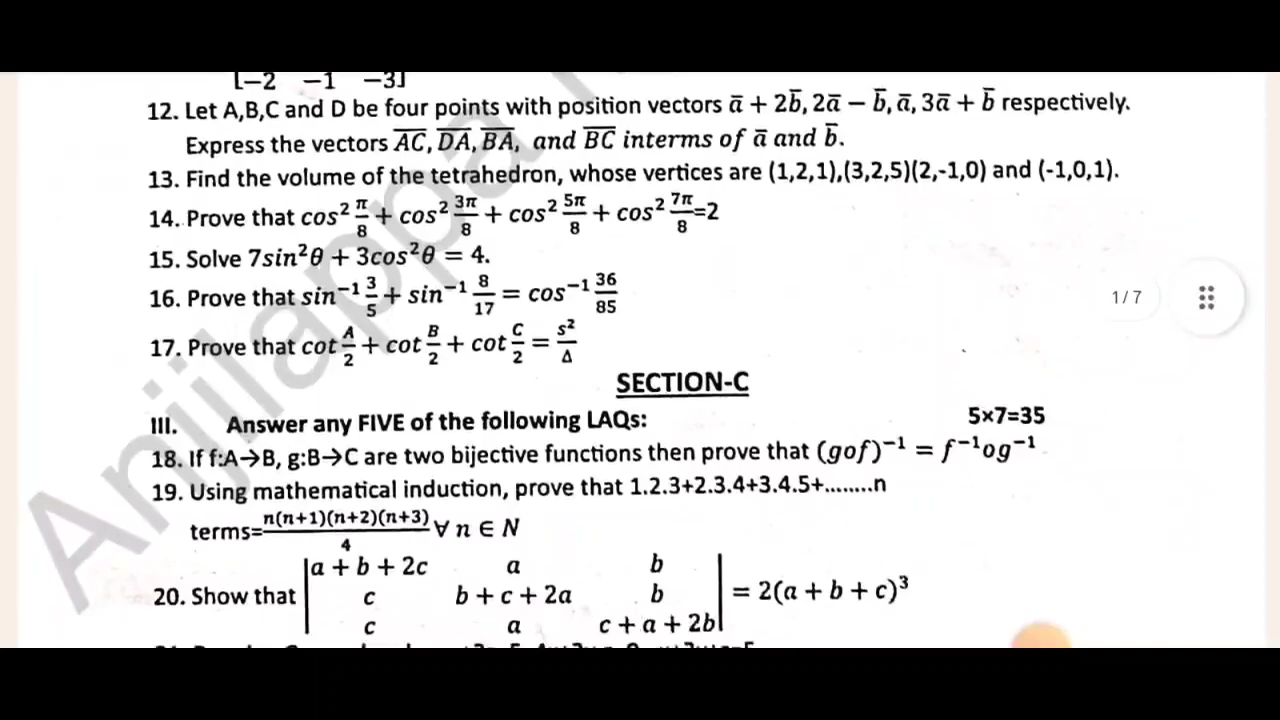 [−2 −1 −3]
12. Let A,B,C and D be four points with position vectors a̅ + 2b̅, 2a̅ − b̅, a̅, 3a̅ + b̅ respectively.
Express the vectors A̅C̅, D̅A̅, B̅A̅, and B̅C̅ interms of a̅ and b̅.
13. Find the volume of the tetrahedron, whose vertices are (1,2,1),(3,2,5)(2,-1,0) and (-1,0,1).
14. Prove that cos² π/8 + cos² 3π/8 + cos² 5π/8 + cos² 7π/8=2
15. Solve 7sin²θ + 3cos²θ = 4.
16. Prove that sin⁻¹ 3/5 + sin⁻¹ 8/17 = cos⁻¹ 36/85
1/7
17. Prove that cot A/2 + cot B/2 + cot C/2 = s²/Δ
SECTION-C
III. Answer any FIVE of the following LAQs: 5×7=35
18. If f:A→B, g:B→C are two bijective functions then prove that (gof)⁻¹ = f⁻¹og⁻¹
19. Using mathematical induction, prove that 1.2.3+2.3.4+3.4.5+........n
terms= n(n+1)(n+2)(n+3)/4 ∀ n ∈ N
|a + b + 2c a b|
20. Show that |c b + c + 2a b| = 2(a + b + c)³
|c a c + a + 2b|
Anjilappa